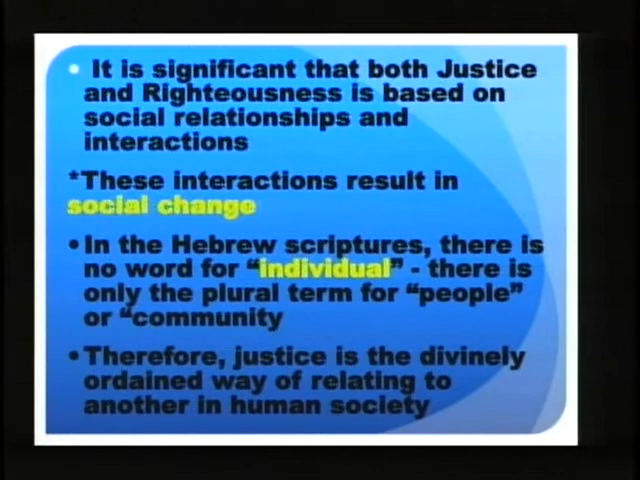 • It is significant that both Justice
and Righteousness is based on
social relationships and
interactions
*These interactions result in
social change
• In the Hebrew scriptures, there is
no word for “individual” - there is
only the plural term for “people”
or “community
• Therefore, justice is the divinely
ordained way of relating to
another in human society